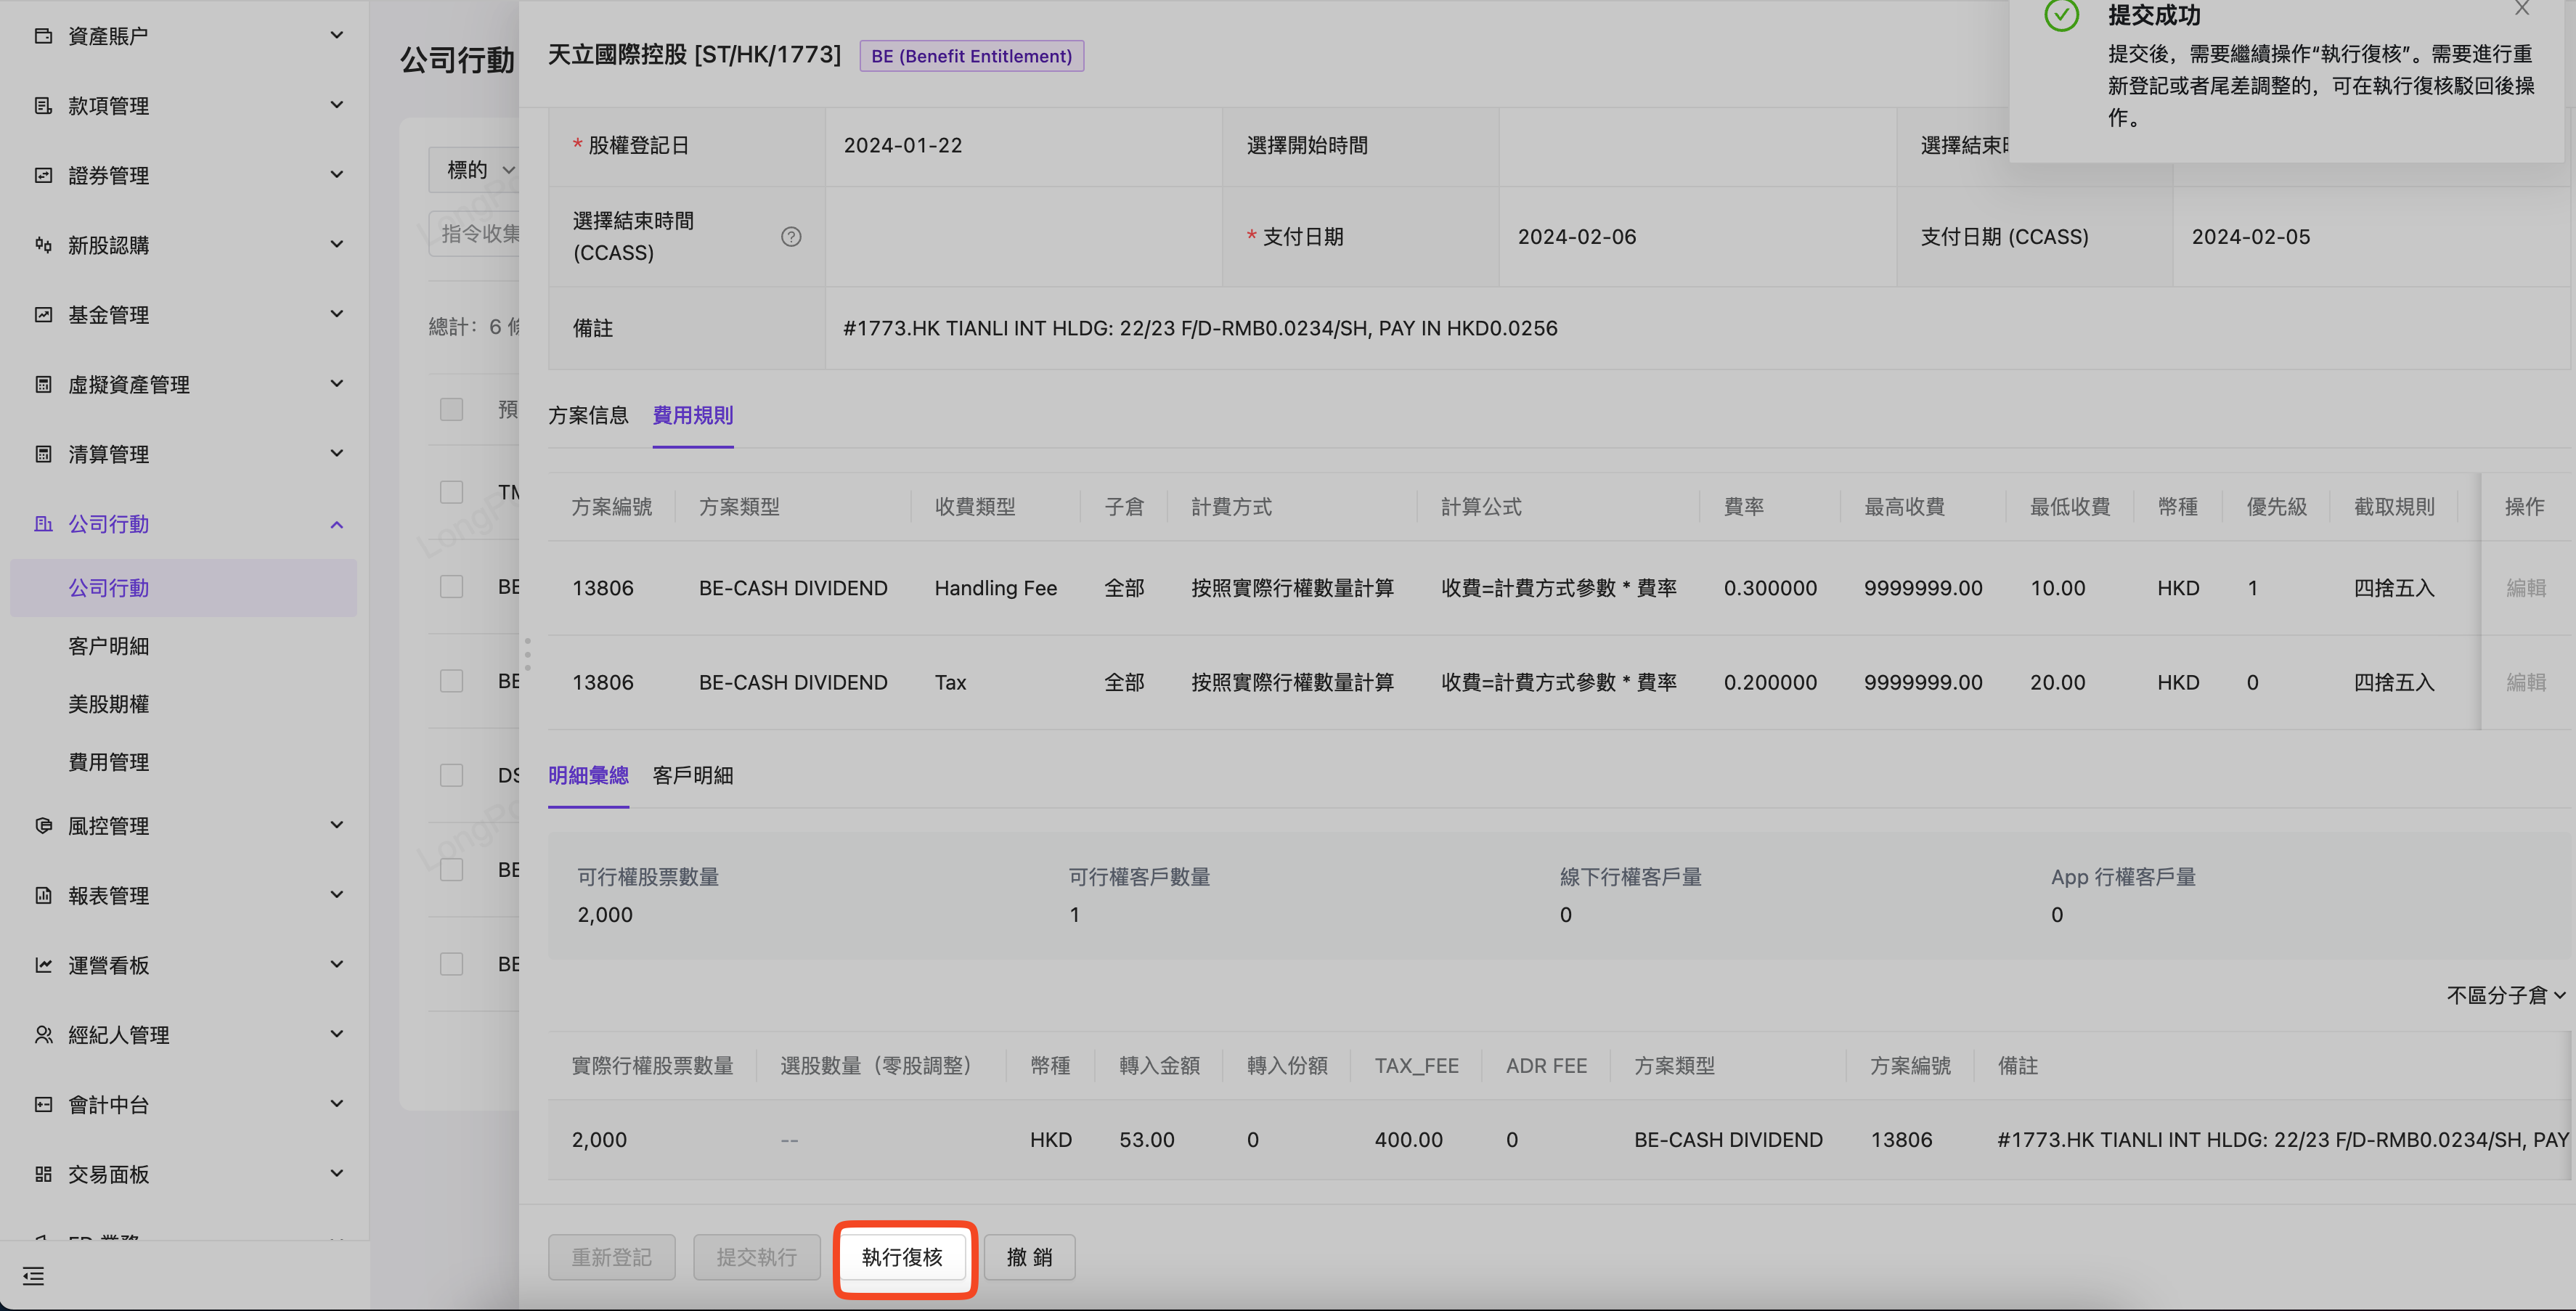 資產賬户
款項管理
證券管理
新股認購
基金管理
虛擬資產管理
清算管理
公司行動
公司行動
客户明細
美股期權
費用管理
風控管理
報表管理
運營看板
經紀人管理
會計中台
交易面板
公司行動
標的
指令收集
總計：6
預
TM
BE
BE
DS
BE
BE
LongPo
LongPo
LongPo
天立國際控股 [ST/HK/1773] BE (Benefit Entitlement)
提交成功
提交後，需要繼續操作“執行復核”。需要進行重
新登記或者尾差調整的，可在執行復核駁回後操
作。
* 股權登記日 2024-01-22 選擇開始時間 選擇結束
選擇結束時間
(CCASS) * 支付日期 2024-02-06 支付日期 (CCASS) 2024-02-05
備註 #1773.HK TIANLI INT HLDG: 22/23 F/D-RMB0.0234/SH, PAY IN HKD0.0256
方案信息 費用規則
方案編號 方案類型 收費類型 子倉 計費方式 計算公式 費率 最高收費 最低收費 幣種 優先級 截取規則 操作
13806 BE-CASH DIVIDEND Handling Fee 全部 按照實際行權數量計算 收費=計費方式參數 * 費率 0.300000 9999999.00 10.00 HKD 1 四捨五入 編輯
13806 BE-CASH DIVIDEND Tax 全部 按照實際行權數量計算 收費=計費方式參數 * 費率 0.200000 9999999.00 20.00 HKD 0 四捨五入 編輯
明細彙總 客戶明細
可行權股票數量 可行權客戶數量 線下行權客戶量 App 行權客戶量
2,000 1 0 0
不區分子倉
實際行權股票數量 選股數量（零股調整） 幣種 轉入金額 轉入份額 TAX_FEE ADR FEE 方案類型 方案編號 備註
2,000 -- HKD 53.00 0 400.00 0 BE-CASH DIVIDEND 13806 #1773.HK TIANLI INT HLDG: 22/23 F/D-RMB0.0234/SH, PAY
重新登記 提交執行 執行復核 撤 銷